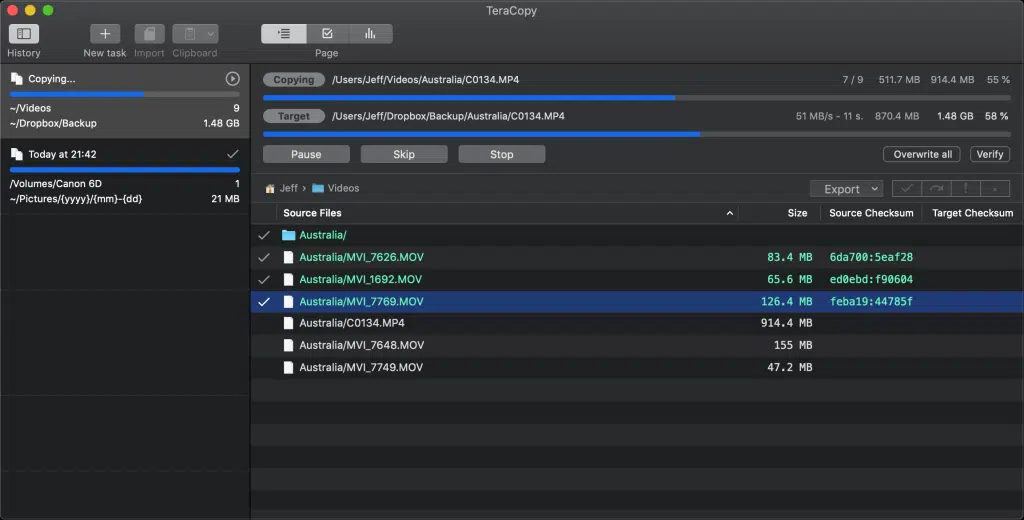 TeraCopy
History
New task
Import
Clipboard
Page
Copying...
~/Videos 9
~/Dropbox/Backup 1.48 GB
Today at 21:42
/Volumes/Canon 6D 1
~/Pictures/{yyyy}/{mm}-{dd} 21 MB
Copying /Users/Jeff/Videos/Australia/C0134.MP4 7 / 9 511.7 MB 914.4 MB 55 %
Target /Users/Jeff/Dropbox/Backup/Australia/C0134.MP4 51 MB/s - 11 s. 870.4 MB 1.48 GB 58 %
Pause Skip Stop Overwrite all Verify
Jeff › Videos Export
Source Files Size Source Checksum Target Checksum
Australia/
Australia/MVI_7626.MOV 83.4 MB 6da700:5eaf28
Australia/MVI_1692.MOV 65.6 MB ed0ebd:f90604
Australia/MVI_7769.MOV 126.4 MB feba19:44785f
Australia/C0134.MP4 914.4 MB
Australia/MVI_7648.MOV 155 MB
Australia/MVI_7749.MOV 47.2 MB